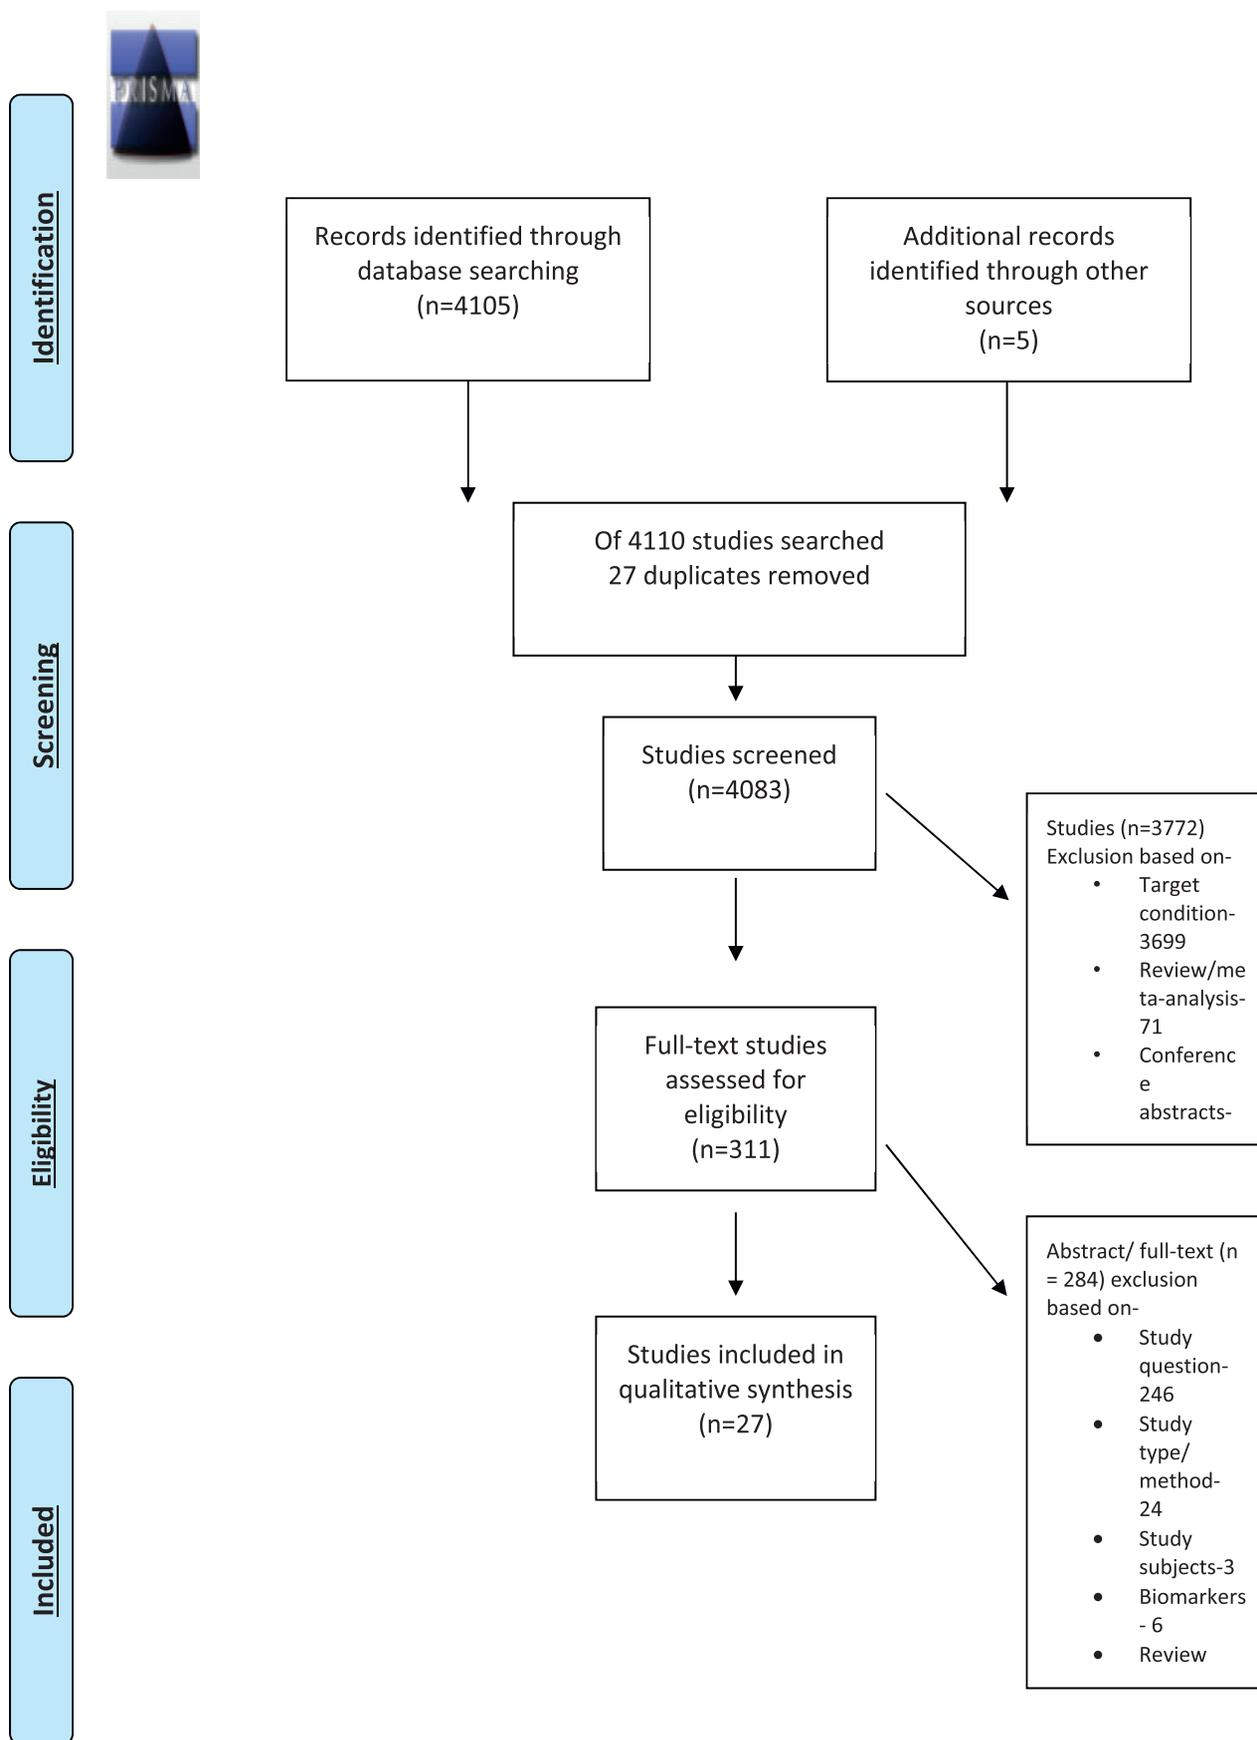 PRISMA
Identification
Records identified through
database searching
(n=4105)
Additional records
identified through other
sources
(n=5)
Of 4110 studies searched
27 duplicates removed
Screening
Studies screened
(n=4083)
Studies (n=3772)
Exclusion based on-
• Target
condition-
3699
• Review/me
ta-analysis-
71
• Conferenc
e
abstracts-
Eligibility
Full-text studies
assessed for
eligibility
(n=311)
Abstract/ full-text (n
= 284) exclusion
based on-
• Study
question-
246
• Study
type/
method-
24
• Study
subjects-3
• Biomarkers
- 6
• Review
Included
Studies included in
qualitative synthesis
(n=27)